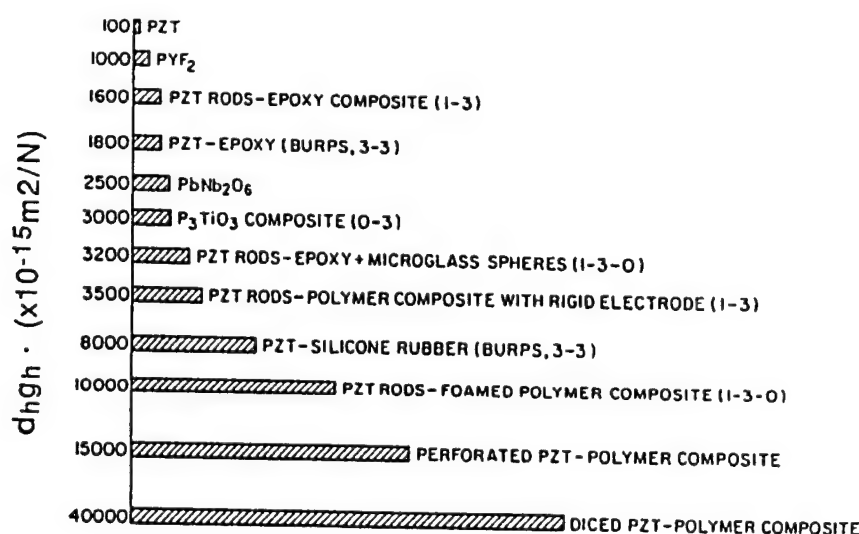 dhgh · (x10-15m2/N)
100 PZT
1000 PYF2
1600 PZT RODS-EPOXY COMPOSITE (1-3)
1800 PZT-EPOXY (BURPS, 3-3)
2500 PbNb2O6
3000 P3TiO3 COMPOSITE (0-3)
3200 PZT RODS-EPOXY+MICROGLASS SPHERES (1-3-0)
3500 PZT RODS-POLYMER COMPOSITE WITH RIGID ELECTRODE (1-3)
8000 PZT-SILICONE RUBBER (BURPS, 3-3)
10000 PZT RODS-FOAMED POLYMER COMPOSITE (1-3-0)
15000 PERFORATED PZT-POLYMER COMPOSITE
40000 DICED PZT-POLYMER COMPOSITE